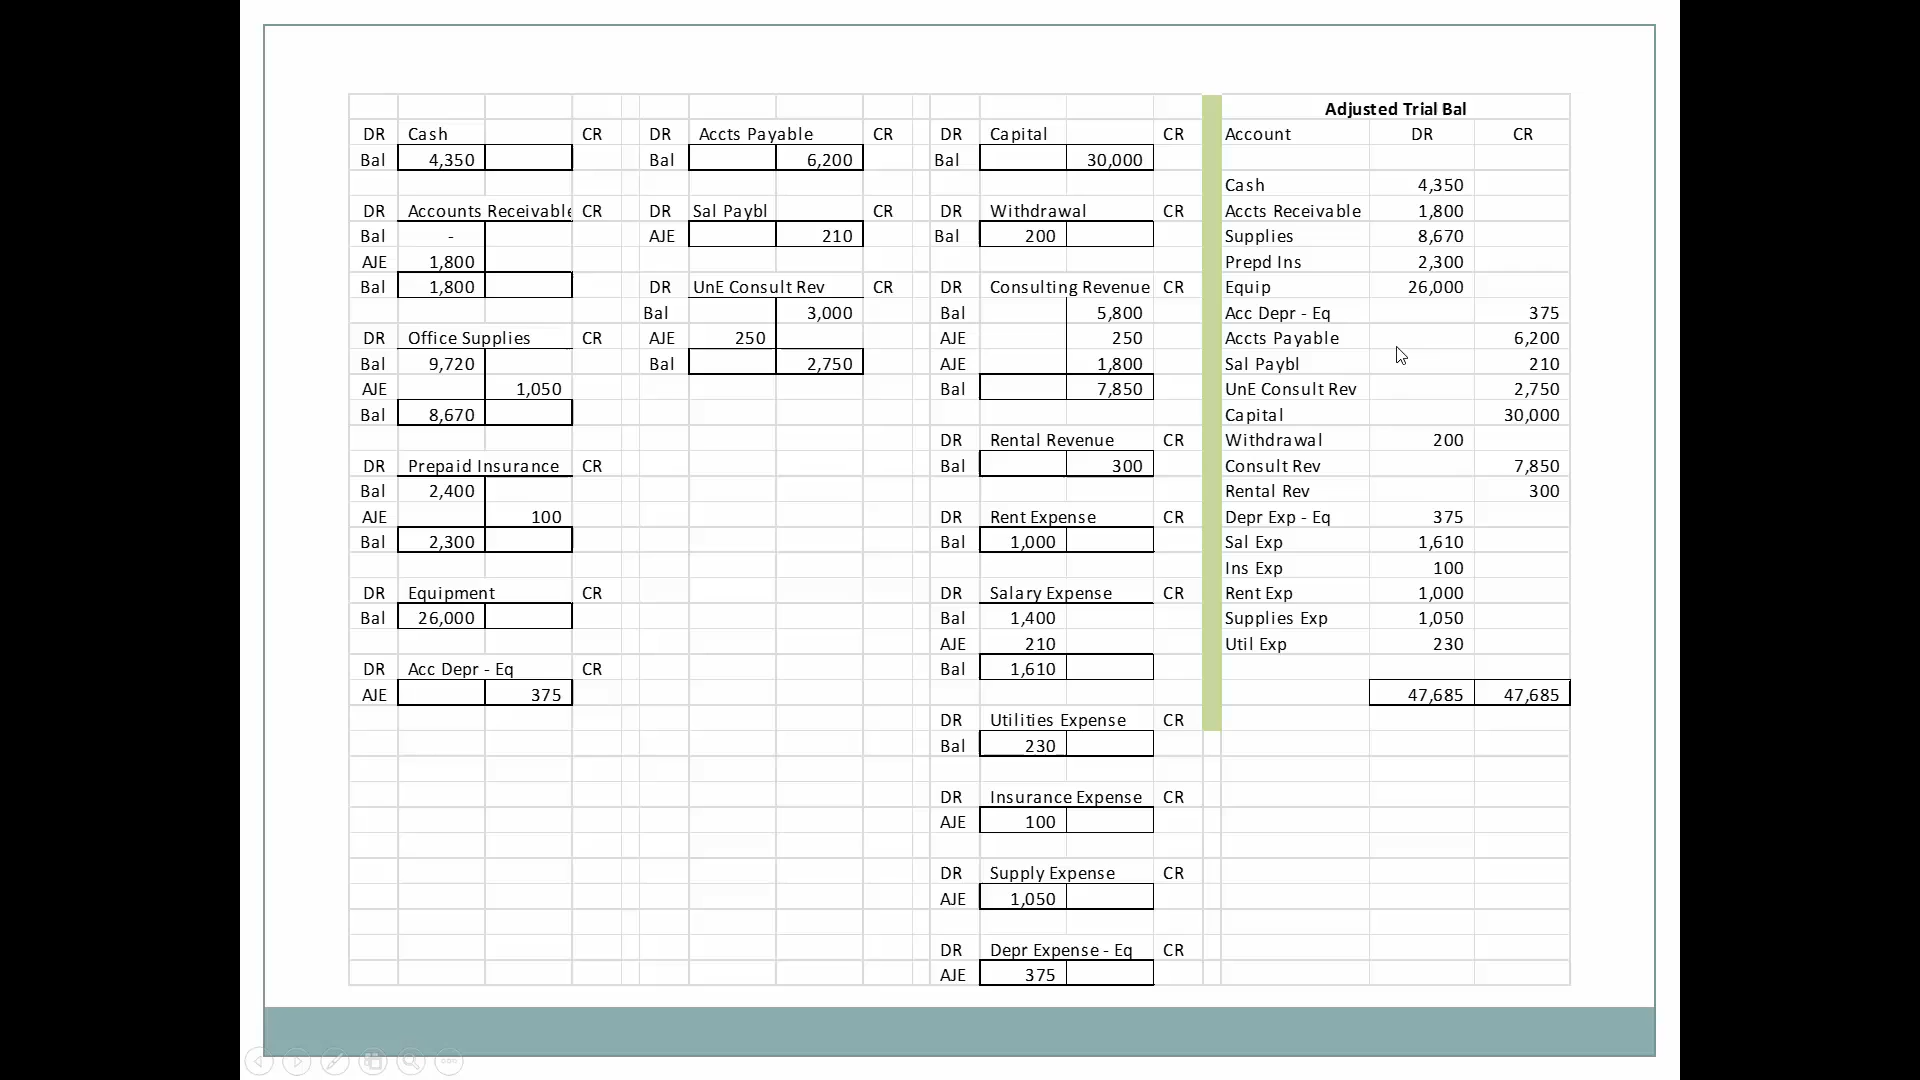 Adjusted Trial Bal
DR Cash CR DR Accts Payable CR DR Capital CR Account DR CR
Bal 4,350 Bal 6,200 Bal 30,000
Cash 4,350
DR Accounts Receivable CR DR Sal Paybl CR DR Withdrawal CR Accts Receivable 1,800
Bal - AJE 210 Bal 200 Supplies 8,670
AJE 1,800 Prepd Ins 2,300
Bal 1,800 DR UnE Consult Rev CR DR Consulting Revenue CR Equip 26,000
Bal 3,000 Bal 5,800 Acc Depr - Eq 375
DR Office Supplies CR AJE 250 AJE 250 Accts Payable 6,200
Bal 9,720 Bal 2,750 AJE 1,800 Sal Paybl 210
AJE 1,050 Bal 7,850 UnE Consult Rev 2,750
Bal 8,670 Capital 30,000
DR Rental Revenue CR Withdrawal 200
DR Prepaid Insurance CR Bal 300 Consult Rev 7,850
Bal 2,400 Rental Rev 300
AJE 100 DR Rent Expense CR Depr Exp - Eq 375
Bal 2,300 Bal 1,000 Sal Exp 1,610
Ins Exp 100
DR Equipment CR DR Salary Expense CR Rent Exp 1,000
Bal 26,000 Bal 1,400 Supplies Exp 1,050
AJE 210 Util Exp 230
DR Acc Depr - Eq CR Bal 1,610
AJE 375 47,685 47,685
DR Utilities Expense CR
Bal 230
DR Insurance Expense CR
AJE 100
DR Supply Expense CR
AJE 1,050
DR Depr Expense - Eq CR
AJE 375